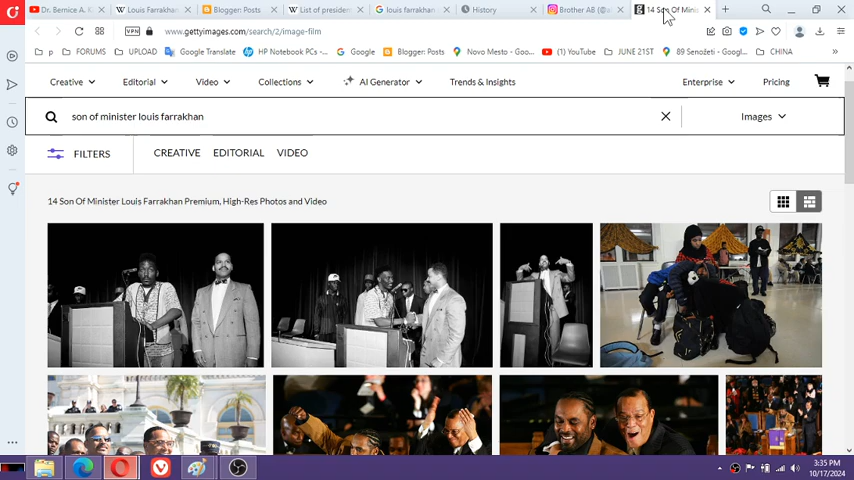 Dr. Bernice A. K
Louis Farrakhan
Blogger: Posts
List of presiden
louis farrakhan
History
Brother AB (@a
14 Son Of Minis
VPN
www.gettyimages.com/search/2/image-film
p
FORUMS
UPLOAD
Google Translate
HP Notebook PC -...
Google
Blogger: Posts
Novo Mesto – Goo...
(1) YouTube
JUNE 21ST
89 Senožeti - Googl...
CHINA
Creative
Editorial
Video
Collections
AI Generator
Trends & Insights
Enterprise
Pricing
son of minister louis farrakhan
Images
FILTERS
CREATIVE
EDITORIAL
VIDEO
14 Son Of Minister Louis Farrakhan Premium, High-Res Photos and Video
3:35 PM
10/17/2024